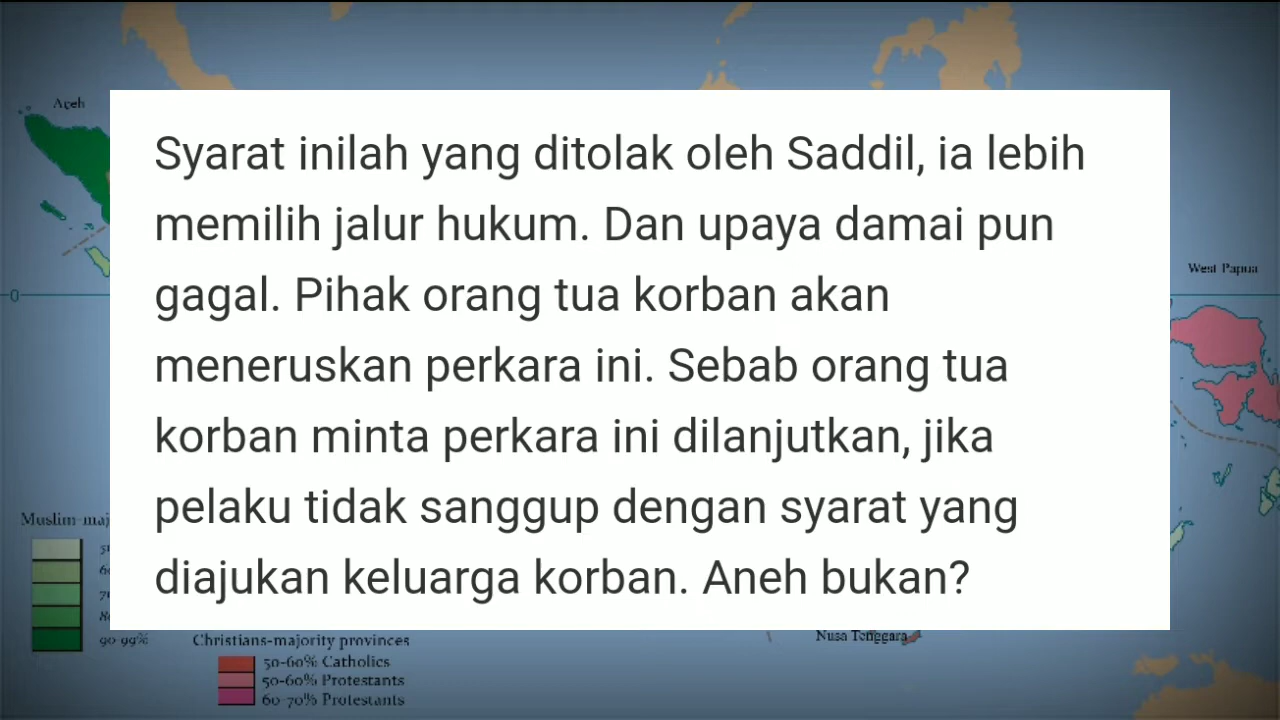 Aceh
Syarat inilah yang ditolak oleh Saddil, ia lebih
memilih jalur hukum. Dan upaya damai pun
gagal. Pihak orang tua korban akan
meneruskan perkara ini. Sebab orang tua
korban minta perkara ini dilanjutkan, jika
pelaku tidak sanggup dengan syarat yang
diajukan keluarga korban. Aneh bukan?
West Papua
0
Muslim-maj
90-99%
Christians-majority provinces
50-60% Catholics
50-60% Protestants
60-70% Protestants
Nusa Tenggara